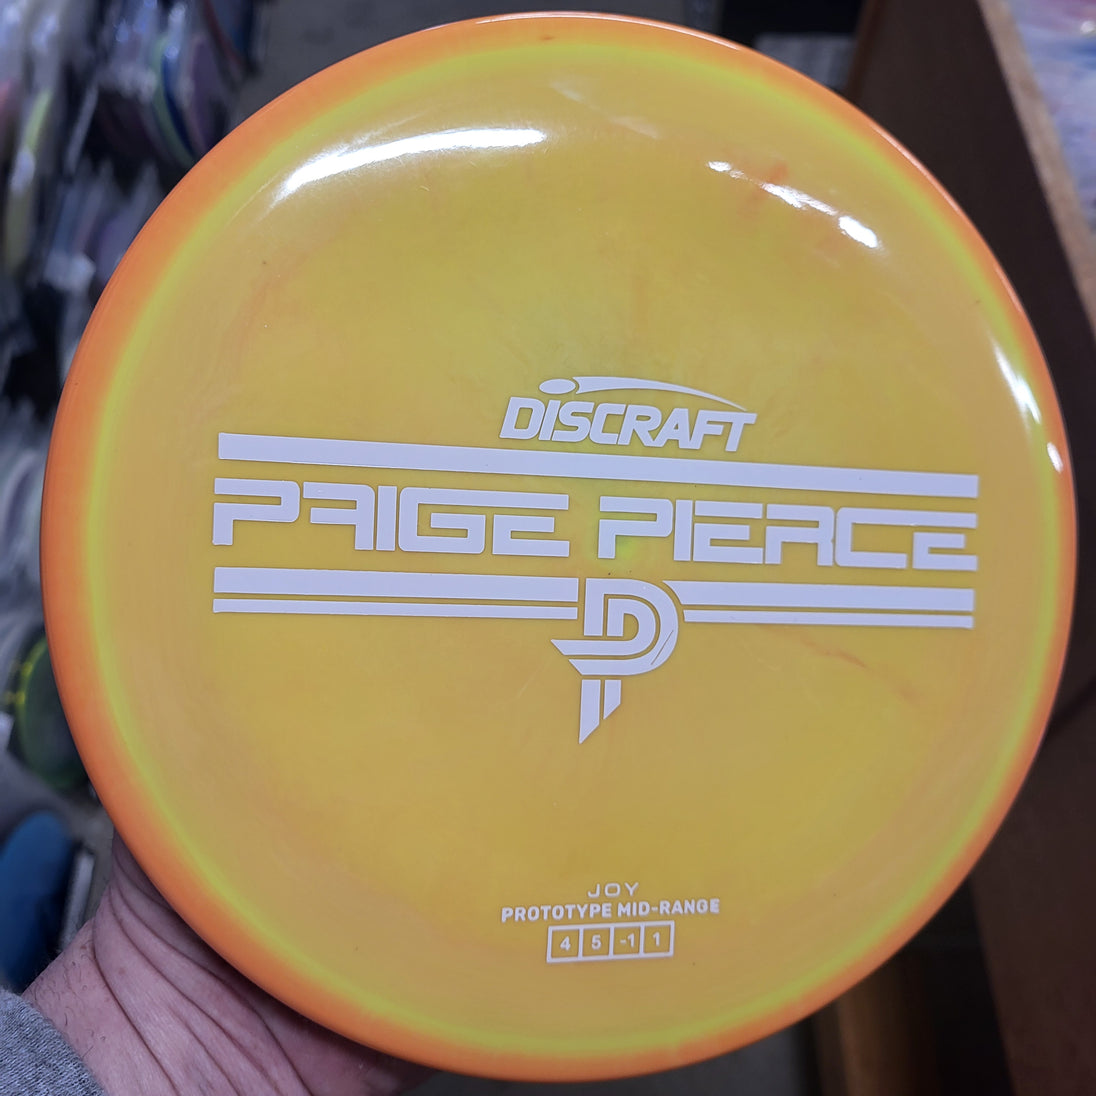 DISCRAFT
PAIGE PIERCE
JOY
PROTOTYPE MID-RANGE
4 5 -1 1